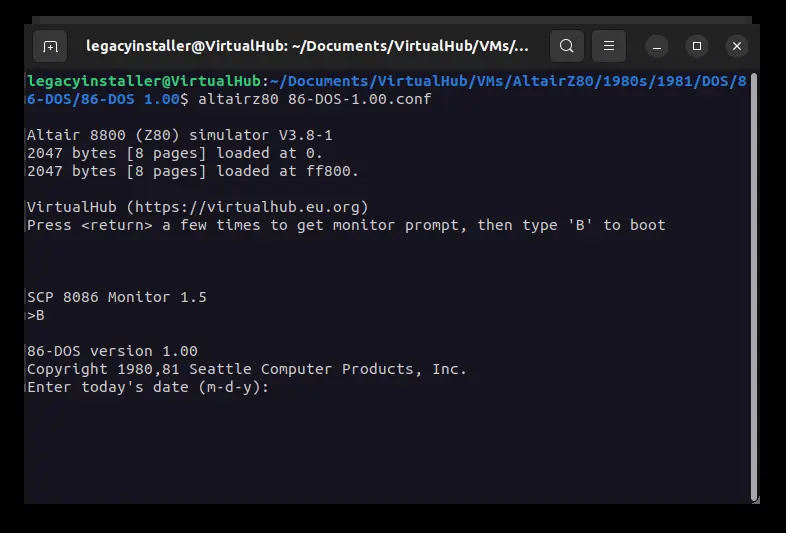 legacyinstaller@VirtualHub: ~/Documents/VirtualHub/VMs/...
legacyinstaller@VirtualHub:~/Documents/VirtualHub/VMs/AltairZ80/1980s/1981/DOS/8
6-DOS/86-DOS 1.00$ altairz80 86-DOS-1.00.conf
Altair 8800 (Z80) simulator V3.8-1
2047 bytes [8 pages] loaded at 0.
2047 bytes [8 pages] loaded at ff800.
VirtualHub (https://virtualhub.eu.org)
Press <return> a few times to get monitor prompt, then type 'B' to boot
SCP 8086 Monitor 1.5
>B
86-DOS version 1.00
Copyright 1980,81 Seattle Computer Products, Inc.
Enter today's date (m-d-y):